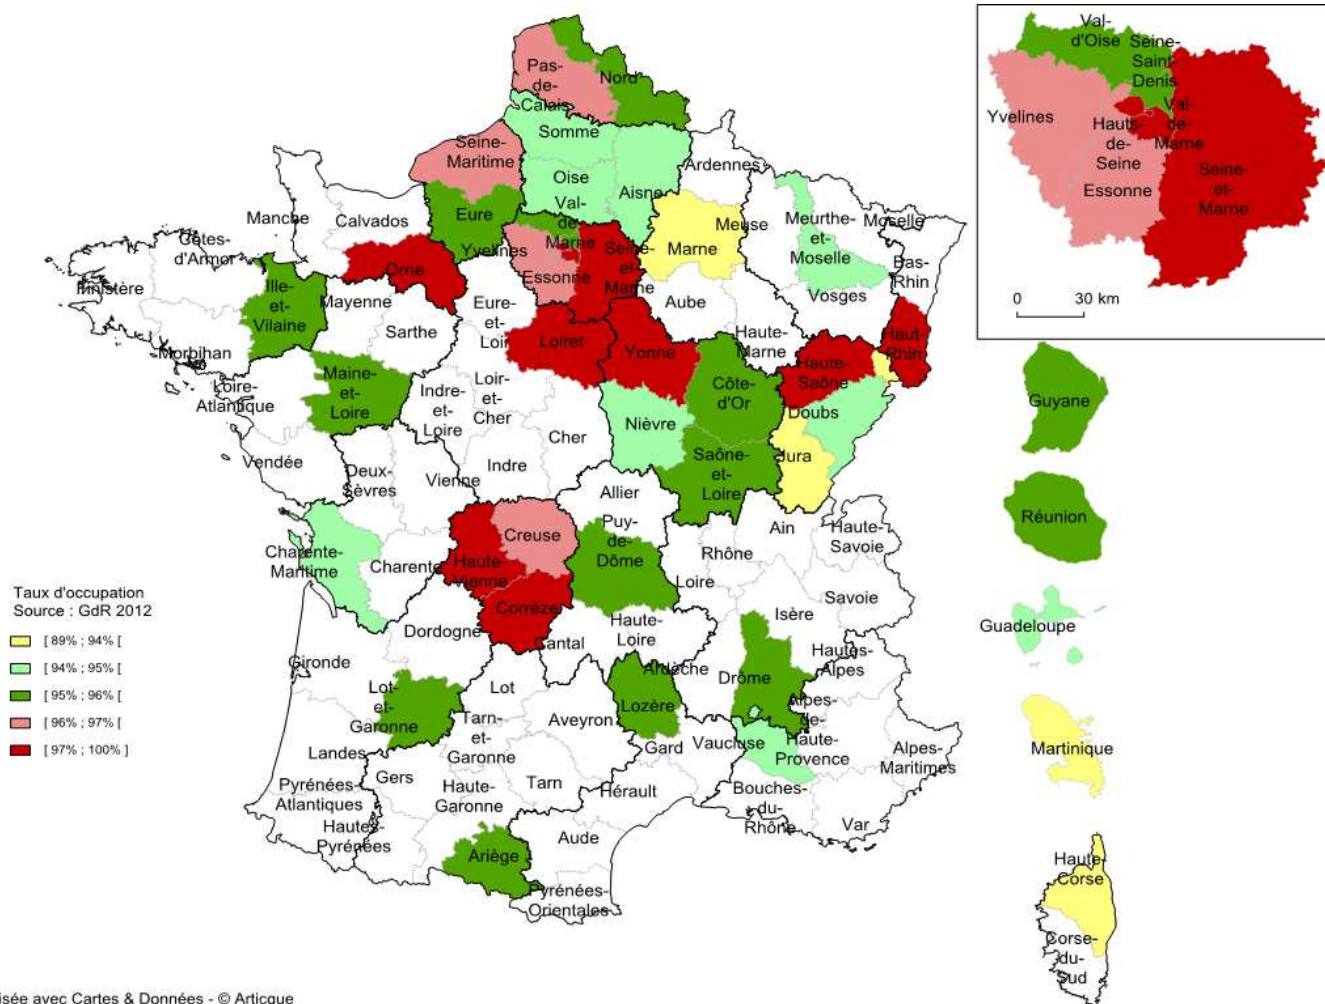 Pas-
de-
Calais
Nord
Somme
Seine-
Maritime
Oise
Aisne
Ardennes
Val-
de-
Marne
Eure
Calvados
Manche
Yvelines
Essonne
Seine-
et-
Marne
Marne
Meuse
Meurthe-
et-
Moselle
Moselle
Bas-
Rhin
Vosges
Côtes-
d'Armor
Finistère
Orne
Ille-
et-
Vilaine
Mayenne
Sarthe
Eure-
et-
Loir
Aube
Haute-
Marne
Haut-
Rhin
Morbihan
Loiret
Yonne
Haute-
Saône
Loire-
Atlantique
Maine-
et-
Loire
Indre-
et-
Loire
Loir-
et-
Cher
Côte-
d'Or
Doubs
Nièvre
Cher
Vendée
Deux-
Sèvres
Vienne
Indre
Saône-
et-
Loire
Jura
Allier
Charente-
Maritime
Charente
Haute-
Vienne
Creuse
Puy-
de-
Dôme
Rhône
Ain
Haute-
Savoie
Loire
Corrèze
Savoie
Isère
Dordogne
Cantal
Haute-
Loire
Gironde
Ardèche
Drôme
Hautes-
Alpes
Lot-
et-
Garonne
Lot
Lozère
Alpes-
de-
Haute-
Provence
Aveyron
Tarn-
et-
Garonne
Gard
Vaucluse
Alpes-
Maritimes
Landes
Gers
Haute-
Garonne
Tarn
Hérault
Bouches-
du-
Rhône
Var
Pyrénées-
Atlantiques
Hautes-
Pyrénées
Aude
Ariège
Pyrénées-
Orientales
Taux d'occupation
Source : GdR 2012
[ 89% ; 94% [
[ 94% ; 95% [
[ 95% ; 96% [
[ 96% ; 97% [
[ 97% ; 100% ]
Val-
d'Oise
Seine-
Saint-
Denis
Yvelines
Hauts-
de-
Seine
Val-
de-
Marne
Essonne
Seine-
et-
Marne
0 30 km
Guyane
Réunion
Guadeloupe
Martinique
Haute-
Corse
Corse-
du-
Sud
isée avec Cartes & Données - © Articque